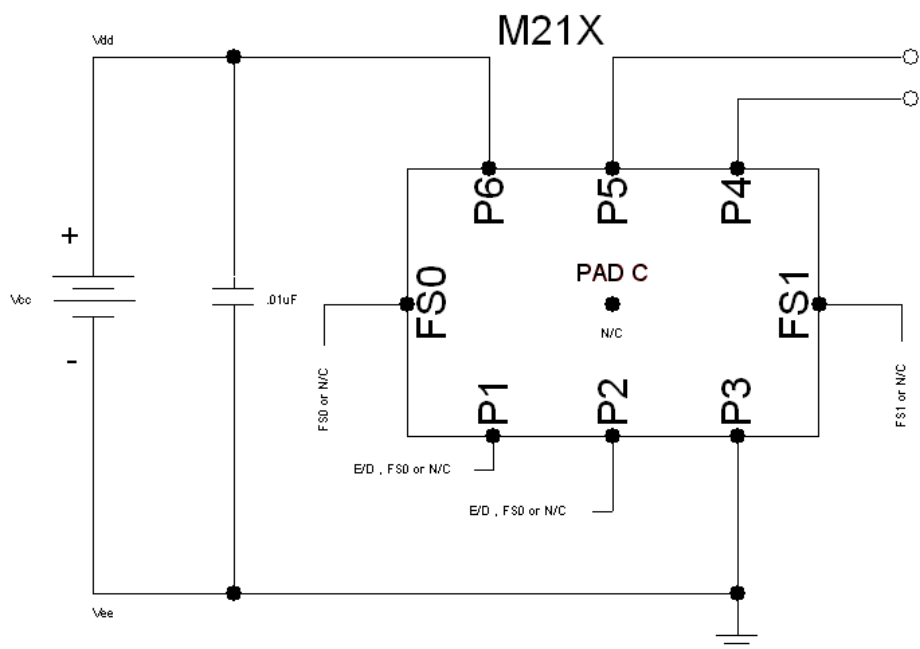 M21X
Vdd
P6
P5
P4
+
Vcc
-
.01uF
FS0
PAD C
N/C
FS1
FS0 or N/C
FS1 or N/C
P1
P2
P3
E/D , FS0 or N/C
E/D , FS0 or N/C
Vee